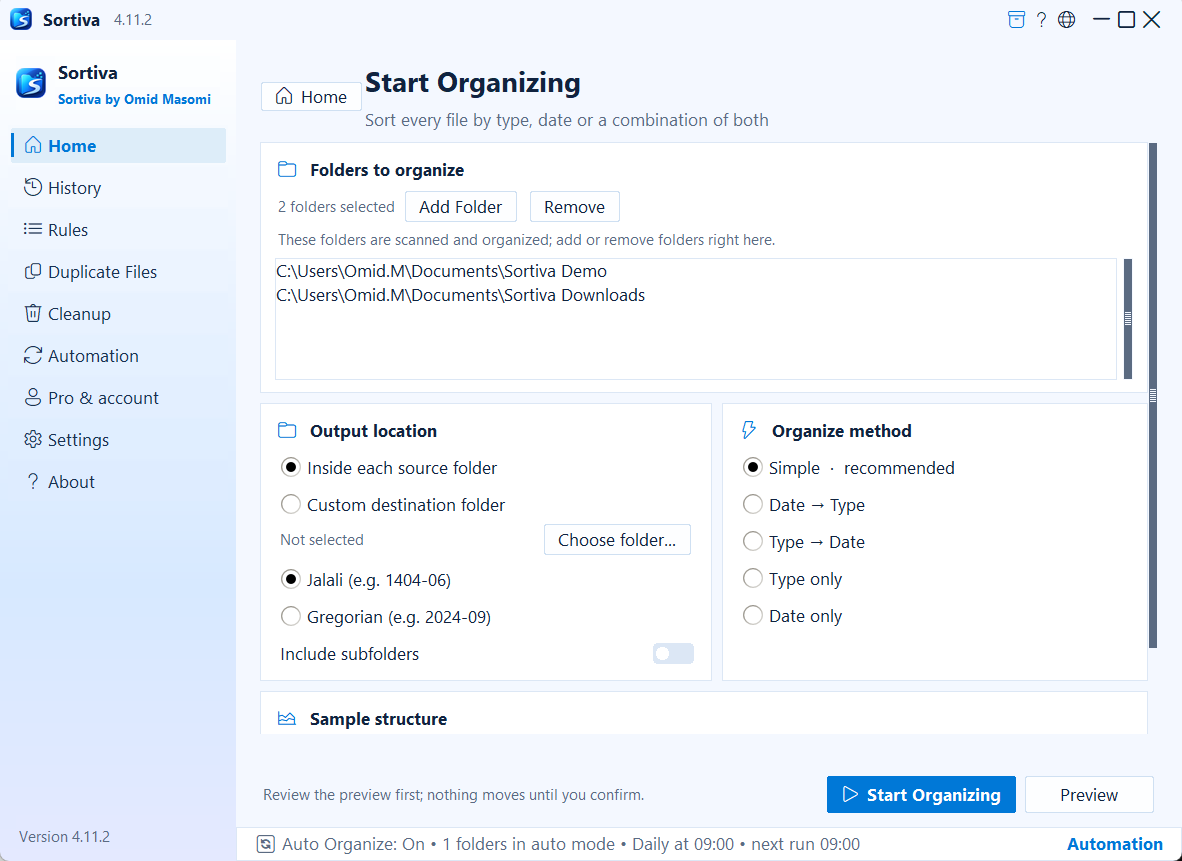 Sortiva 4.11.2
Sortiva
Sortiva by Omid Masomi
Home
History
Rules
Duplicate Files
Cleanup
Automation
Pro & account
Settings
? About
Version 4.11.2
?
Home
Start Organizing
Sort every file by type, date or a combination of both
Folders to organize
2 folders selected Add Folder Remove
These folders are scanned and organized; add or remove folders right here.
C:\Users\Omid.M\Documents\Sortiva Demo
C:\Users\Omid.M\Documents\Sortiva Downloads
Output location
Inside each source folder
Custom destination folder
Not selected Choose folder...
Jalali (e.g. 1404-06)
Gregorian (e.g. 2024-09)
Include subfolders
Organize method
Simple · recommended
Date → Type
Type → Date
Type only
Date only
Sample structure
Review the preview first; nothing moves until you confirm.
Start Organizing
Preview
Auto Organize: On • 1 folders in auto mode • Daily at 09:00 • next run 09:00
Automation